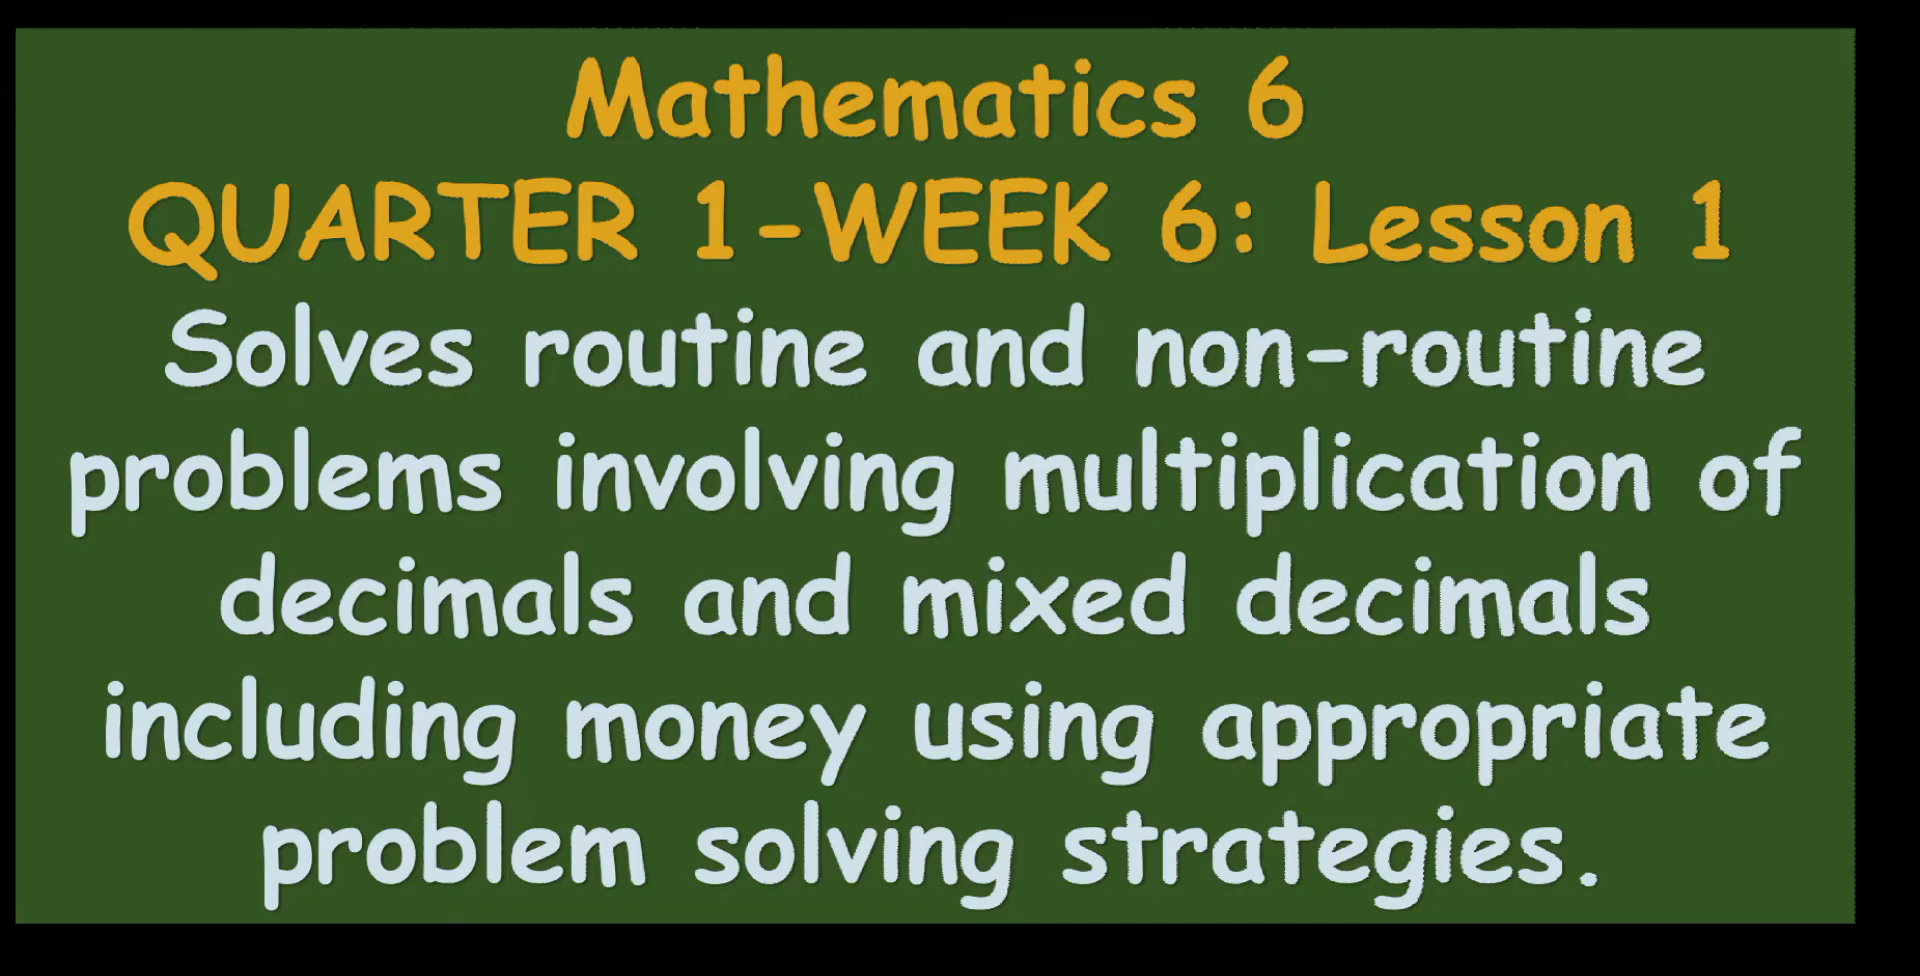 Mathematics 6
QUARTER 1-WEEK 6: Lesson 1
Solves routine and non-routine
problems involving multiplication of
decimals and mixed decimals
including money using appropriate
problem solving strategies.